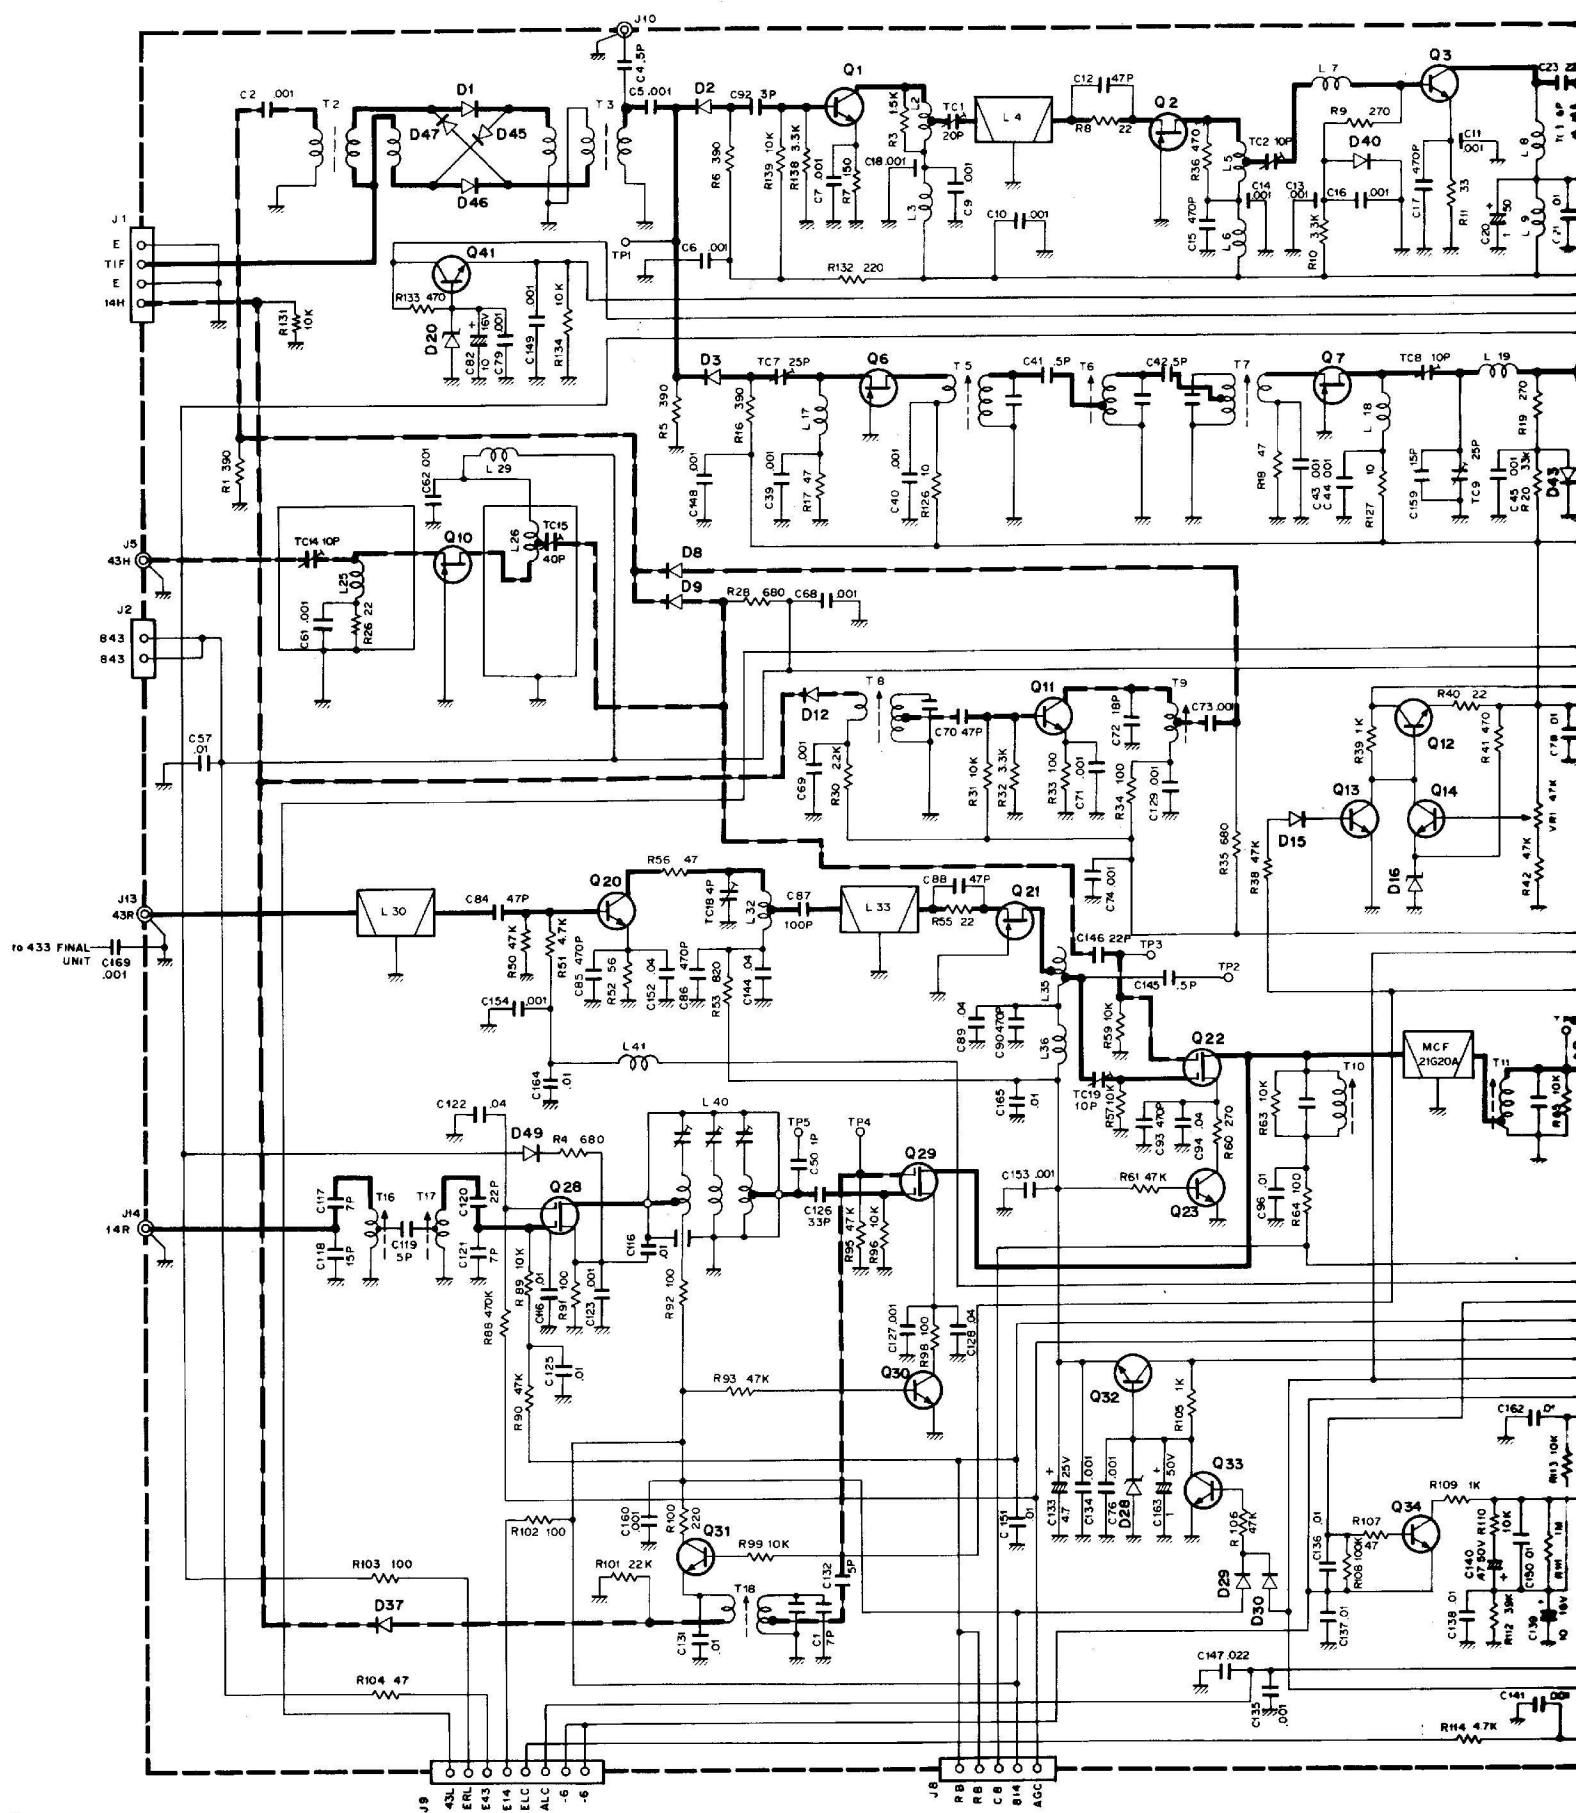 J10
C4 .5P
C2 .001
T2
D1
D47
D45
D46
T3
C5 .001
D2
C92 3P
Q1
R3 1.5K
L2
TC1
20P
L4
C12 47P
R8 22
Q2
R36 470
L5
TC2 10P
L7
R9 270
D40
Q3
C11
.001
L8
R6 390
R139 10K
R138 3.3K
C7 .001
R7 150
C18 .001
L3
C9 .001
C10 .001
C15 470P
L6
C14
.001
C13
.001
C16 .001
R10 3.3K
C17 470P
R11 33
C20 1 50
L9
C21 .01
J1
E
TIF
E
14H
TP1
C6 .001
R132 220
Q41
R133 470
D20
C82 10 16V
C79 .001
C149 .001
R134 10K
R131
10K
D3
TC7 25P
Q6
T5
C41 .5P
T6
C42 .5P
T7
Q7
TC8 10P
L19
R5 390
R16 390
L17
C148 .001
C39 .001
R17 47
C40 .001
R126 10
R18 47
C43 .001
C44 .001
L18
R127 10
C159 15P
TC9 25P
R19 270
C45 .001
R20 33K
D43
R1 390
C62 .001
L29
J5
43H
TC14 10P
L25
C61 .001
R26 22
Q10
L26
TC15
40P
D8
D9
R28 680
C68 .001
J2
843
843
C57
.01
D12
T8
C69 .001
R30 2.2K
C70 47P
R31 10K
R32 3.3K
Q11
R33 100
C71 .001
C72 18P
T9
C73 .001
R34 100
C129 .001
R35 680
C74 .001
R39 1K
R40 22
Q12
R41 470
C78 .01
Q13
Q14
VR1 4.7K
D15
R38 47K
D16
R42 4.7K
J13
43R
to 433 FINAL
UNIT
C169
.001
L30
C84 47P
Q20
R56 47
TC18 4P
L32
C87
100P
L33
C88 47P
R55 22
Q21
C146 22P
TP3
TP2
C145 .5P
R50 47K
R51 4.7K
C85 470P
R52 56
C152 .04
C86 470P
R53 820
C144 .04
C154 .001
L41
C164 .01
L35
C89 .04
C90 470P
L36
R59 10K
Q22
TC19
10P
R57 10K
C93 470P
C94 .04
R60 270
C165 .01
MCF
21G20A
T10
T11
R63 10K
C96 .01
R64 100
C122 .04
D49
R4 680
L40
TP5
C50 1P
TP4
Q29
C153 .001
R61 47K
Q23
J14
14R
C117
7P
C118
15P
T16
C119
5P
T17
C120
22P
C121
7P
Q28
C116 .01
C126
33P
R95 47K
R96 10K
R88 470K
R89 10K
C116 .01
R91 100
C123 .001
R92 100
C125 .01
R90 47K
R93 47K
C127 .001
R98 100
C128 .04
Q30
Q32
R105 1K
C162 .01
R113 10K
C133 4.7 25V
C134 .001
C76 .001
D28
C163 1 50V
Q33
R106
47K
D29
D30
C136 .01
R107
47
R108 100K
Q34
R109 1K
R110 10K
C140 .47 50V
C150 .01
R111 1M
C137 .01
C138 .01
R112 39K
C139 10 16V
R102 100
C160
.001
R100
220
Q31
R99 10K
C151 .01
R103 100
R101 22K
C132
5P
D37
T18
C131 .01
C1 7P
R104 47
C147 .022
C135 .001
C141 .001
R114 4.7K
J9
43L
ERL
E43
E14
ELC
ALC
-6
-6
J8
RB
RB
C8
814
AGC